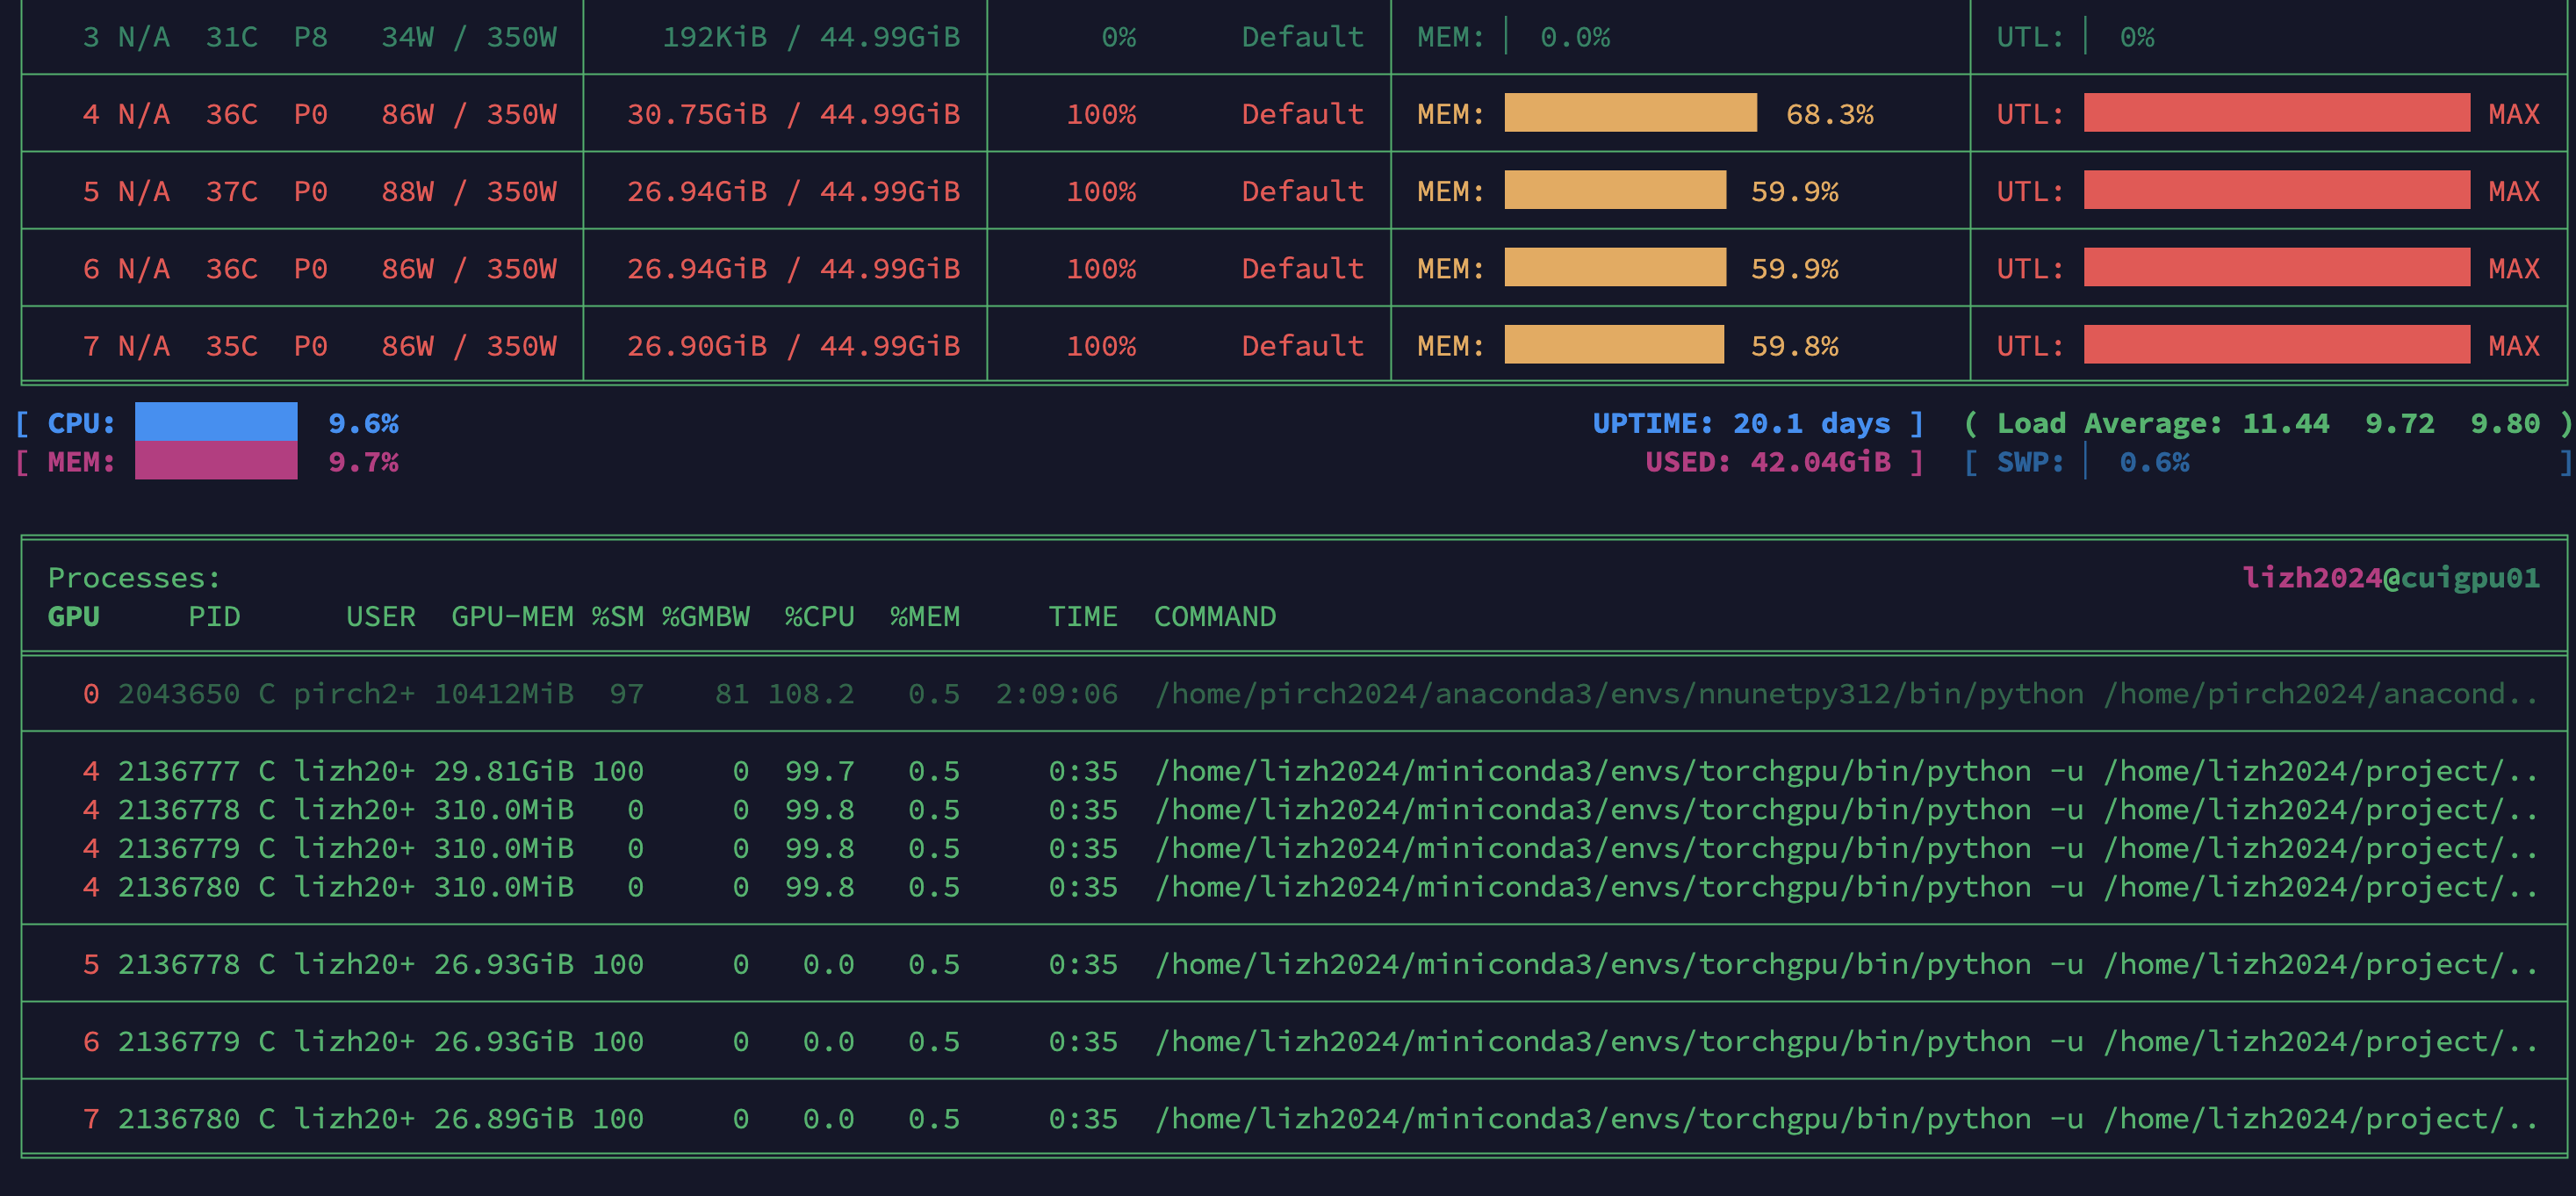 3 N/A 31C P8 34W / 350W 192KiB / 44.99GiB 0% Default MEM: 0.0% UTL: 0%
4 N/A 36C P0 86W / 350W 30.75GiB / 44.99GiB 100% Default MEM: 68.3% UTL: MAX
5 N/A 37C P0 88W / 350W 26.94GiB / 44.99GiB 100% Default MEM: 59.9% UTL: MAX
6 N/A 36C P0 86W / 350W 26.94GiB / 44.99GiB 100% Default MEM: 59.9% UTL: MAX
7 N/A 35C P0 86W / 350W 26.90GiB / 44.99GiB 100% Default MEM: 59.8% UTL: MAX
[ CPU: 9.6% UPTIME: 20.1 days ] ( Load Average: 11.44 9.72 9.80 )
[ MEM: 9.7% USED: 42.04GiB ] [ SWP: 0.6% ]
Processes: lizh2024@cuigpu01
GPU PID USER GPU-MEM %SM %GMBW %CPU %MEM TIME COMMAND
0 2043650 C pirch2+ 10412MiB 97 81 108.2 0.5 2:09:06 /home/pirch2024/anaconda3/envs/nnunetpy312/bin/python /home/pirch2024/anacond..
4 2136777 C lizh20+ 29.81GiB 100 0 99.7 0.5 0:35 /home/lizh2024/miniconda3/envs/torchgpu/bin/python -u /home/lizh2024/project/..
4 2136778 C lizh20+ 310.0MiB 0 0 99.8 0.5 0:35 /home/lizh2024/miniconda3/envs/torchgpu/bin/python -u /home/lizh2024/project/..
4 2136779 C lizh20+ 310.0MiB 0 0 99.8 0.5 0:35 /home/lizh2024/miniconda3/envs/torchgpu/bin/python -u /home/lizh2024/project/..
4 2136780 C lizh20+ 310.0MiB 0 0 99.8 0.5 0:35 /home/lizh2024/miniconda3/envs/torchgpu/bin/python -u /home/lizh2024/project/..
5 2136778 C lizh20+ 26.93GiB 100 0 0.0 0.5 0:35 /home/lizh2024/miniconda3/envs/torchgpu/bin/python -u /home/lizh2024/project/..
6 2136779 C lizh20+ 26.93GiB 100 0 0.0 0.5 0:35 /home/lizh2024/miniconda3/envs/torchgpu/bin/python -u /home/lizh2024/project/..
7 2136780 C lizh20+ 26.89GiB 100 0 0.0 0.5 0:35 /home/lizh2024/miniconda3/envs/torchgpu/bin/python -u /home/lizh2024/project/..